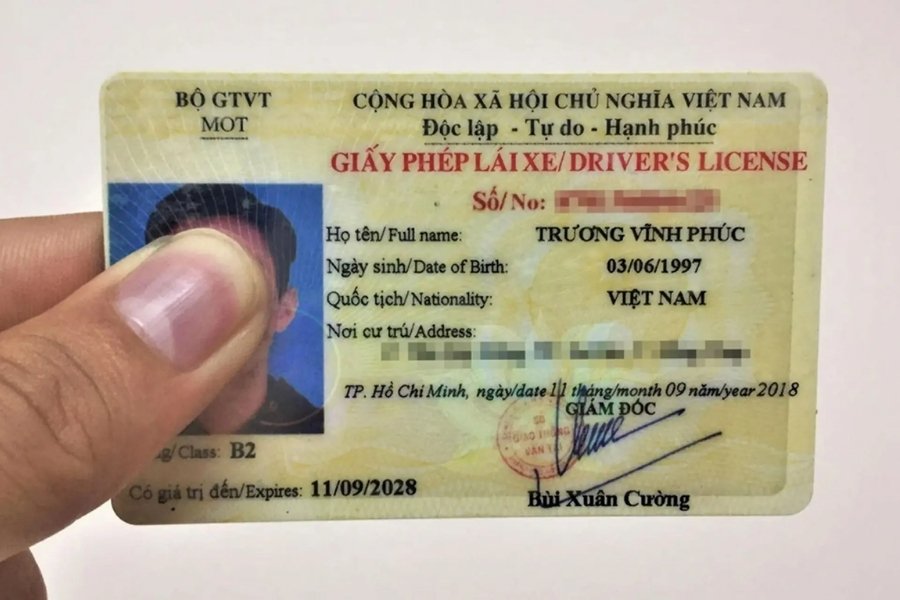 BỘ GTVT
MOT
CỘNG HÒA XÃ HỘI CHỦ NGHĨA VIỆT NAM
Độc lập - Tự do - Hạnh phúc
GIẤY PHÉP LÁI XE/ DRIVER'S LICENSE
Số/ No:
Họ tên/Full name: TRƯƠNG VĨNH PHÚC
Ngày sinh/Date of Birth: 03/06/1997
Quốc tịch/Nationality: VIỆT NAM
Nơi cư trú/Address:
TP. Hồ Chí Minh, ngày/date 11 tháng/month 09 năm/year 2018
GIÁM ĐỐC
/Class: B2
Có giá trị đến/Expires: 11/09/2028
Bùi Xuân Cường